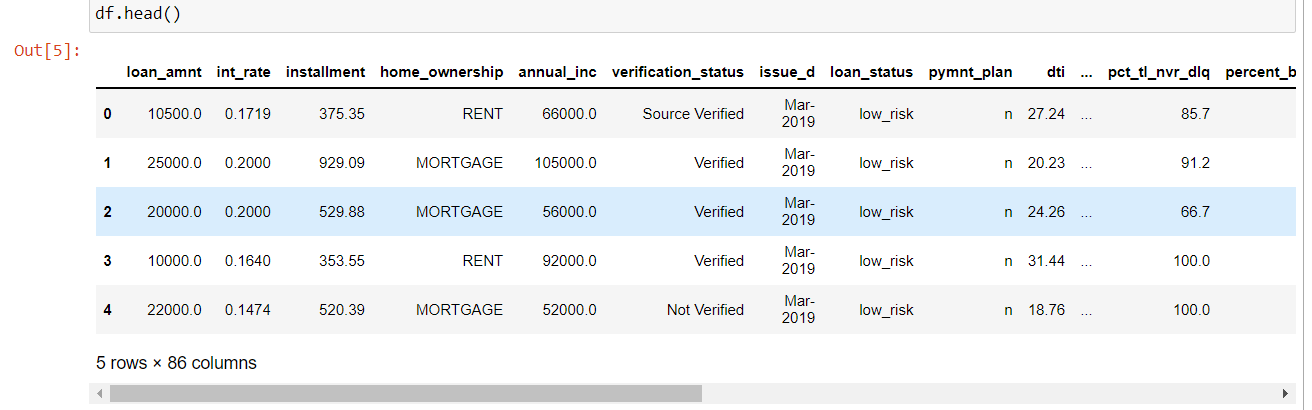 df.head()
Out[5]:
loan_amnt int_rate installment home_ownership annual_inc verification_status issue_d loan_status pymnt_plan dti ... pct_tl_nvr_dlq percent_b
0 10500.0 0.1719 375.35 RENT 66000.0 Source Verified Mar-2019 low_risk n 27.24 ... 85.7
1 25000.0 0.2000 929.09 MORTGAGE 105000.0 Verified Mar-2019 low_risk n 20.23 ... 91.2
2 20000.0 0.2000 529.88 MORTGAGE 56000.0 Verified Mar-2019 low_risk n 24.26 ... 66.7
3 10000.0 0.1640 353.55 RENT 92000.0 Verified Mar-2019 low_risk n 31.44 ... 100.0
4 22000.0 0.1474 520.39 MORTGAGE 52000.0 Not Verified Mar-2019 low_risk n 18.76 ... 100.0
5 rows × 86 columns